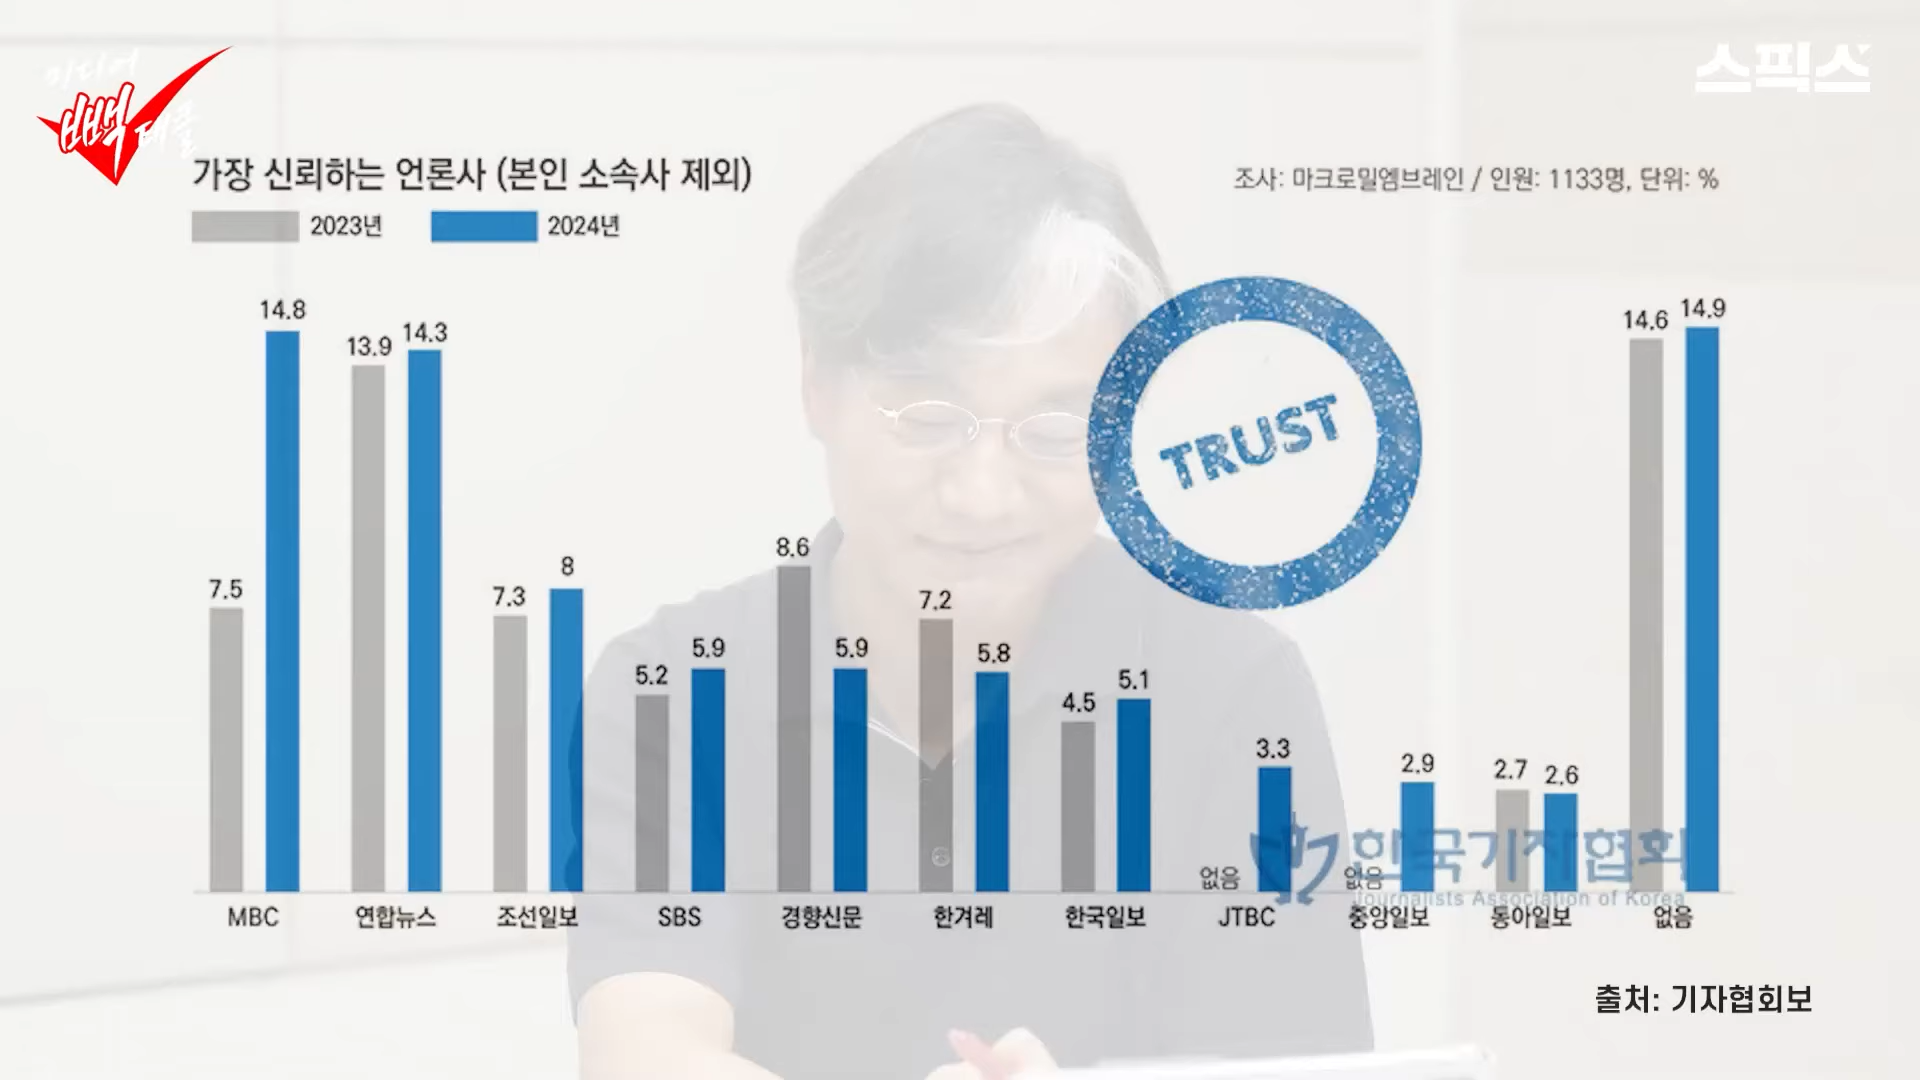 미디어
빽
테클
스픽스
가장 신뢰하는 언론사 (본인 소속사 제외)
조사: 마크로밀엠브레인 / 인원: 1133명, 단위: %
2023년 2024년
TRUST
7.5 14.8 13.9 14.3 7.3 8 5.2 5.9 8.6 5.9 7.2 5.8 4.5 5.1 없음 3.3 없음 2.9 2.7 2.6 14.6 14.9
한국기자협회
Journalists Association of Korea
MBC 연합뉴스 조선일보 SBS 경향신문 한겨레 한국일보 JTBC 중앙일보 동아일보 없음
출처: 기자협회보